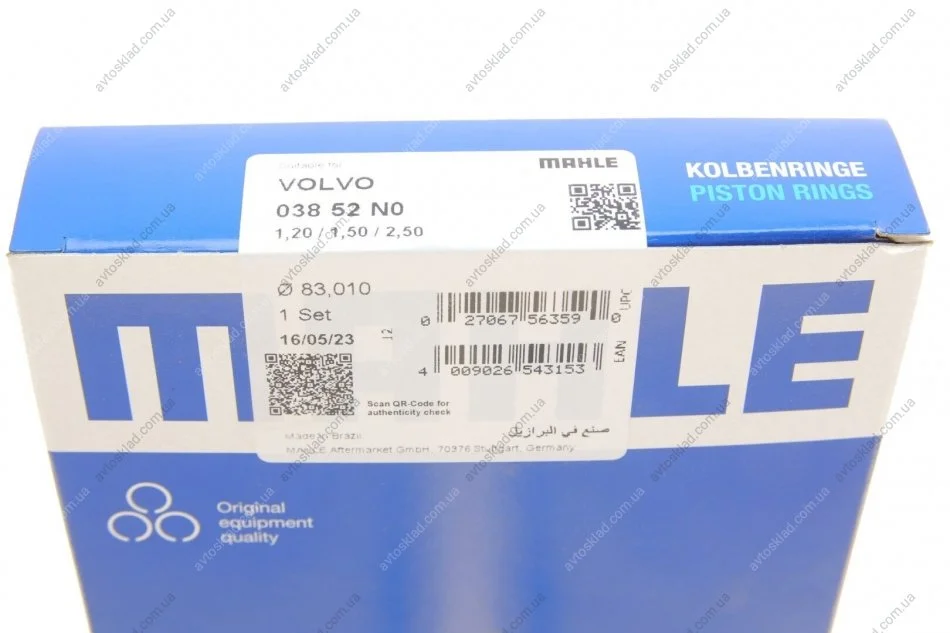 Suitable for
MAHLE
VOLVO
038 52 N0
1,20 / 1,50 / 2,50
KOLBENRINGE
PISTON RINGS
Ø 83,010
1 Set
16/05/23
12
0 27067 56359 0
UPC
4 009026 543153
EAN
Scan QR-Code for
authenticity check
صنع في البرازيل
Made in Brazil
MAHLE Aftermarket GmbH, 70376 Stuttgart, Germany
MAHLE
Original
equipment
quality
avtosklad.com.ua